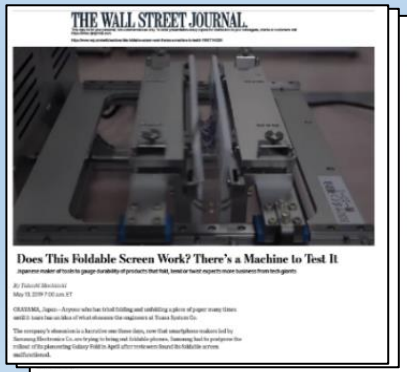 THE WALL STREET JOURNAL.
Does This Foldable Screen Work? There's a Machine to Test It
Japanese maker of tools to gauge durability of products that fold, bend or twist expects more business from tech giants
By Takashi Mochizuki
May 13, 2019 7:00 a.m. ET
OKAYAMA, Japan—Anyone who has tried folding and unfolding a piece of paper many times
until it tears has an idea of what obsesses the engineers at Yuasa System Co.
The company's obsession is a lucrative one these days, now that smartphone makers led by
Samsung Electronics Co. are trying to bring out foldable phones. Samsung had to postpone the
rollout of its pioneering Galaxy Fold in April after reviewers found its foldable screen
malfunctioned.